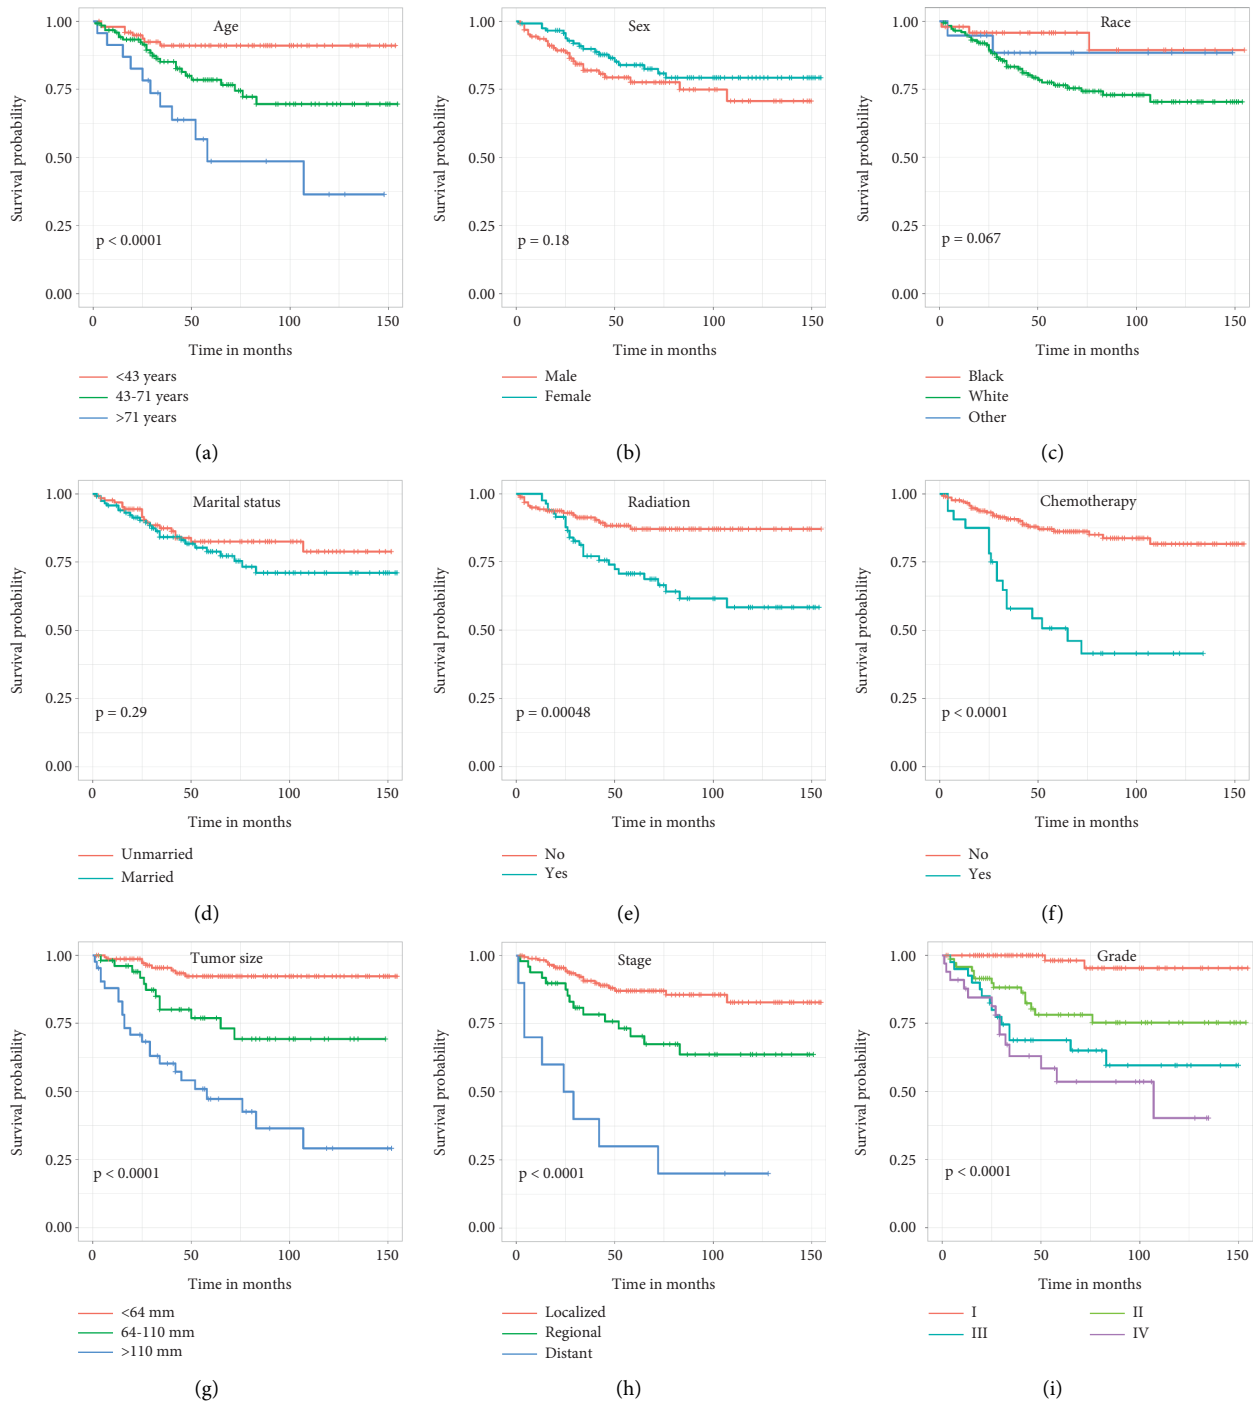 Age
Survival probability
1.00
0.75
0.50
0.25
0.00
p < 0.0001
0 50 100 150
Time in months
<43 years
43-71 years
>71 years
(a)
Sex
Survival probability
1.00
0.75
0.50
0.25
0.00
p = 0.18
0 50 100 150
Time in months
Male
Female
(b)
Race
Survival probability
1.00
0.75
0.50
0.25
0.00
p = 0.067
0 50 100 150
Time in months
Black
White
Other
(c)
Marital status
Survival probability
1.00
0.75
0.50
0.25
0.00
p = 0.29
0 50 100 150
Time in months
Unmarried
Married
(d)
Radiation
Survival probability
1.00
0.75
0.50
0.25
0.00
p = 0.00048
0 50 100 150
Time in months
No
Yes
(e)
Chemotherapy
Survival probability
1.00
0.75
0.50
0.25
0.00
p < 0.0001
0 50 100 150
Time in months
No
Yes
(f)
Tumor size
Survival probability
1.00
0.75
0.50
0.25
0.00
p < 0.0001
0 50 100 150
Time in months
<64 mm
64-110 mm
>110 mm
(g)
Stage
Survival probability
1.00
0.75
0.50
0.25
0.00
p < 0.0001
0 50 100 150
Time in months
Localized
Regional
Distant
(h)
Grade
Survival probability
1.00
0.75
0.50
0.25
0.00
p < 0.0001
0 50 100 150
Time in months
I II
III IV
(i)